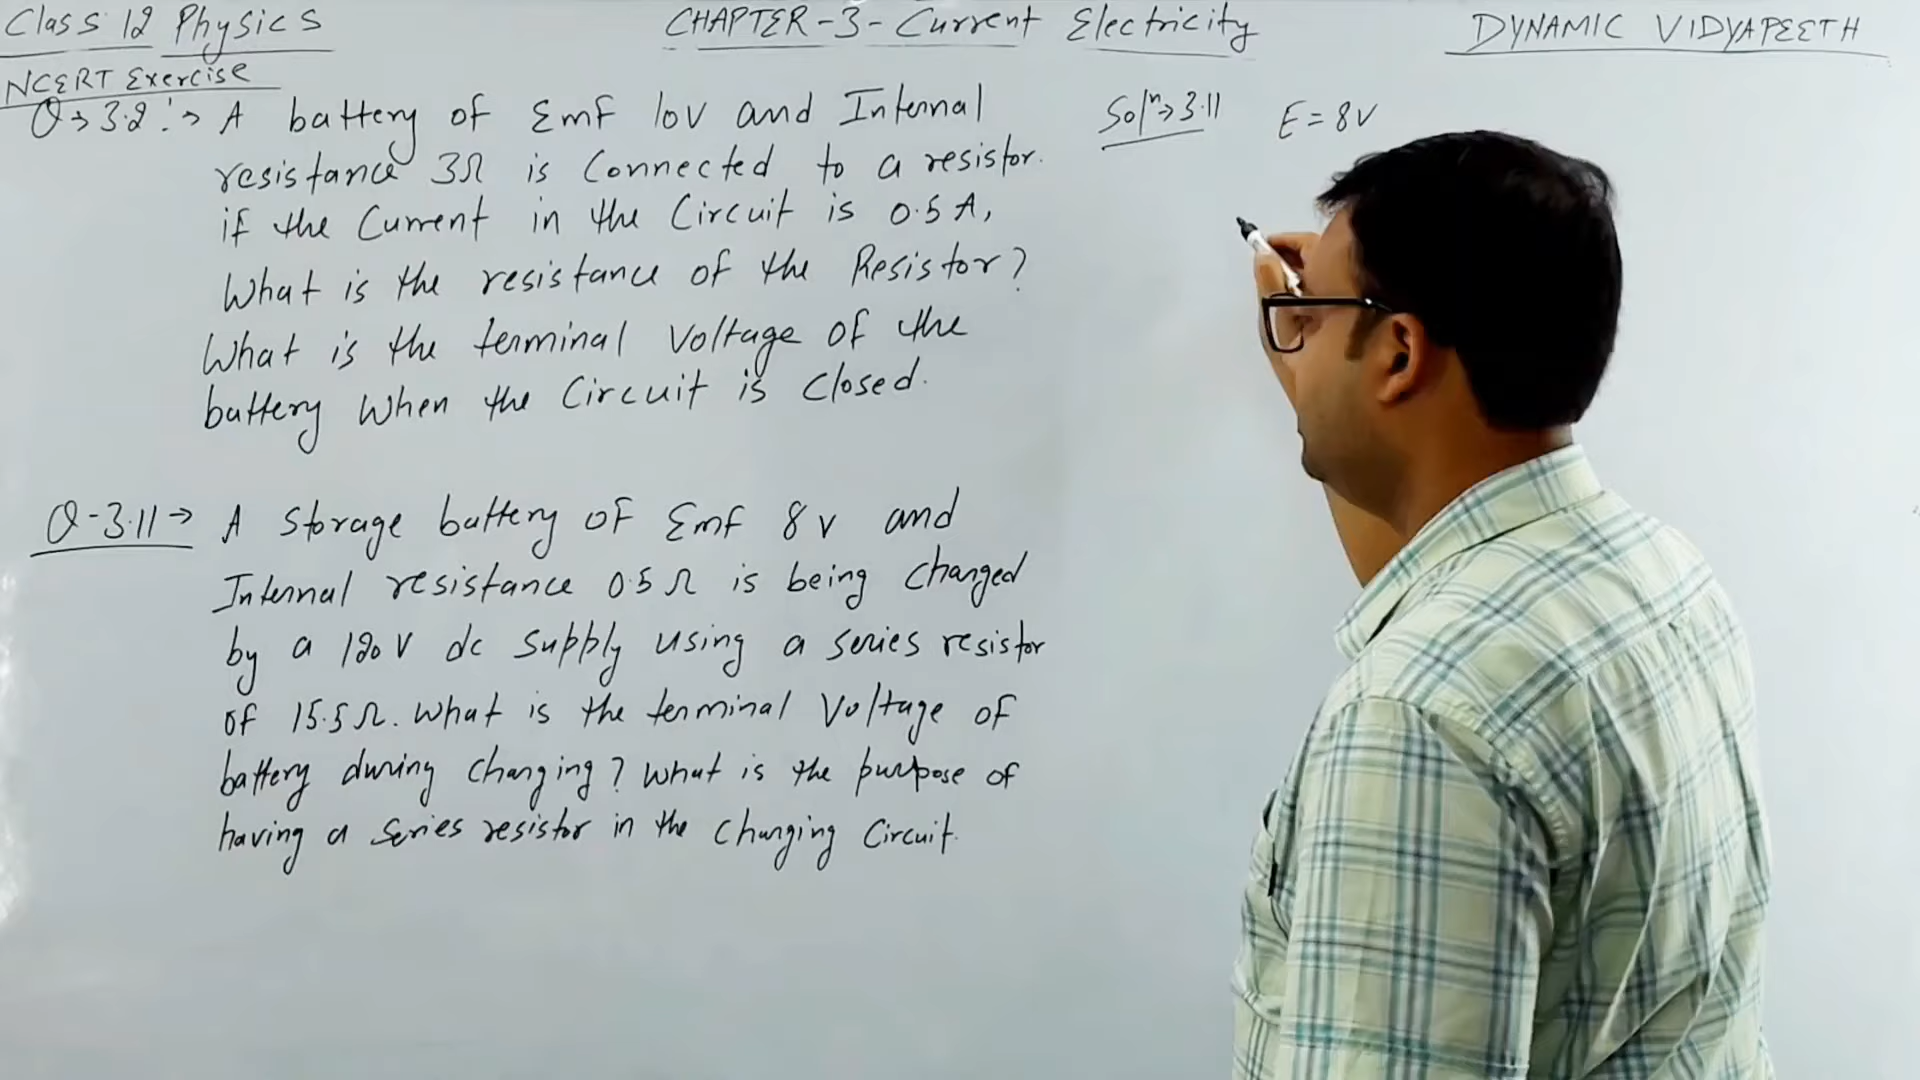 Class 12 Physics
CHAPTER-3-Current Electricity
DYNAMIC VIDYAPEETH
NCERT Exercise
Q→3.2:→ A battery of Emf 10V and Internal
resistance 3Ω is Connected to a resistor.
if the Current in the Circuit is 0.5 A,
What is the resistance of the Resistor?
What is the terminal Voltage of the
battery When the Circuit is Closed.
Q-3.11→ A Storage battery of Emf 8 V and
Internal resistance 0.5 Ω is being Charged
by a 120 V dc Supply using a series resistor
of 15.5 Ω. What is the terminal Voltage of
battery during Charging? What is the purpose of
having a series resistor in the Charging Circuit.
Solⁿ→3.11 E = 8V